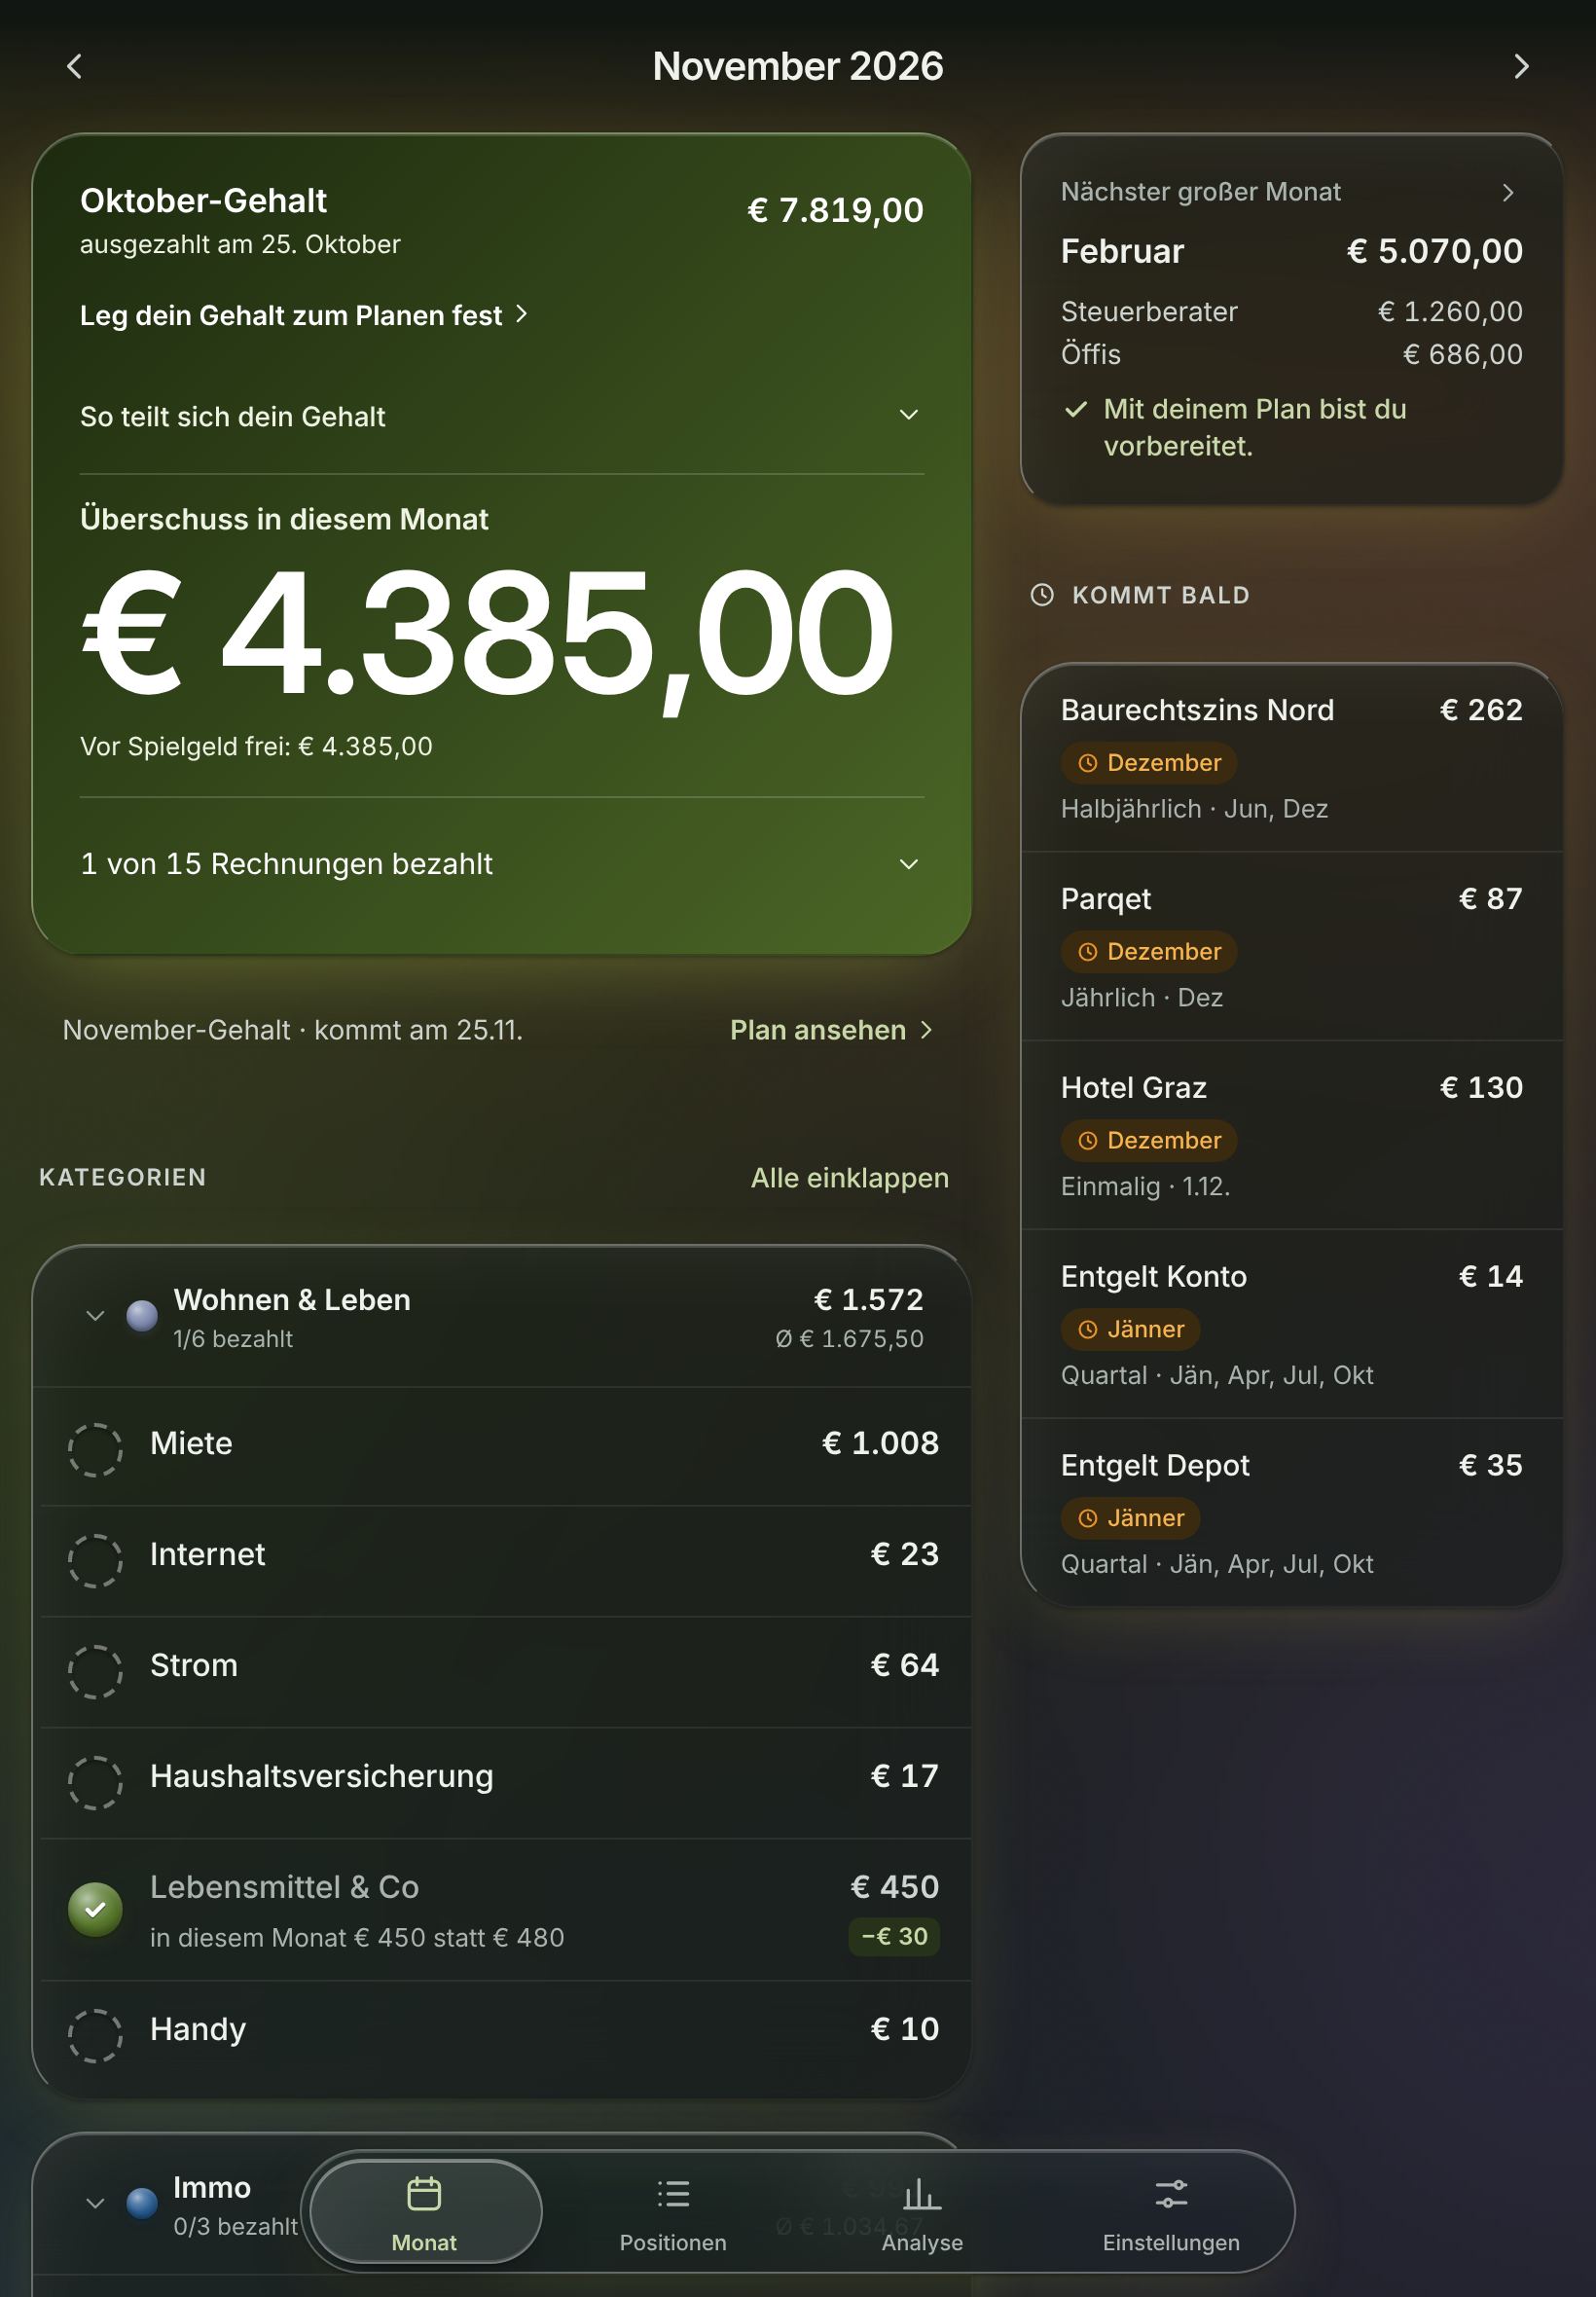 November 2026
Oktober-Gehalt
€ 7.819,00
ausgezahlt am 25. Oktober
Leg dein Gehalt zum Planen fest
So teilt sich dein Gehalt
Überschuss in diesem Monat
€ 4.385,00
Vor Spielgeld frei: € 4.385,00
1 von 15 Rechnungen bezahlt
November-Gehalt · kommt am 25.11.
Plan ansehen
KATEGORIEN
Alle einklappen
Wohnen & Leben
€ 1.572
1/6 bezahlt
Ø € 1.675,50
Miete
€ 1.008
Internet
€ 23
Strom
€ 64
Haushaltsversicherung
€ 17
Lebensmittel & Co
€ 450
in diesem Monat € 450 statt € 480
−€ 30
Handy
€ 10
Immo
0/3 bezahlt
Ø € 1.034,67
Nächster großer Monat
Februar
€ 5.070,00
Steuerberater
€ 1.260,00
Öffis
€ 686,00
Mit deinem Plan bist du
vorbereitet.
KOMMT BALD
Baurechtszins Nord
€ 262
Dezember
Halbjährlich · Jun, Dez
Parqet
€ 87
Dezember
Jährlich · Dez
Hotel Graz
€ 130
Dezember
Einmalig · 1.12.
Entgelt Konto
€ 14
Jänner
Quartal · Jän, Apr, Jul, Okt
Entgelt Depot
€ 35
Jänner
Quartal · Jän, Apr, Jul, Okt
Monat
Positionen
Analyse
Einstellungen